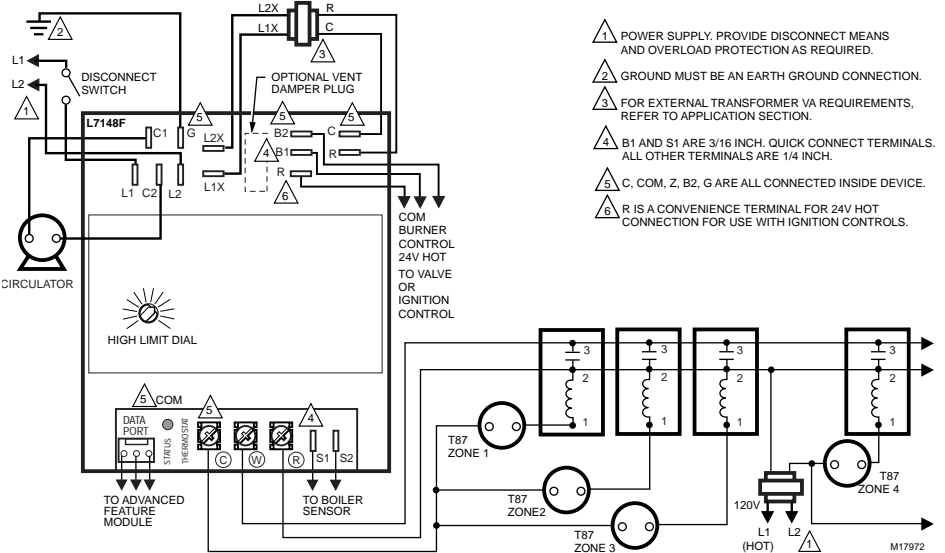 L2X
R
L1X
C
2
3
L1
L2
DISCONNECT
SWITCH
1
OPTIONAL VENT
DAMPER PLUG
L7148F
C1
G
5
L2X
5
B2
5
C
4
B1
R
R
6
L1
C2
L2
L1X
COM
BURNER
CONTROL
24V HOT
TO VALVE
OR
IGNITION
CONTROL
CIRCULATOR
HIGH LIMIT DIAL
1 POWER SUPPLY. PROVIDE DISCONNECT MEANS
AND OVERLOAD PROTECTION AS REQUIRED.
2 GROUND MUST BE AN EARTH GROUND CONNECTION.
3 FOR EXTERNAL TRANSFORMER VA REQUIREMENTS,
REFER TO APPLICATION SECTION.
4 B1 AND S1 ARE 3/16 INCH. QUICK CONNECT TERMINALS.
ALL OTHER TERMINALS ARE 1/4 INCH.
5 C, COM, Z, B2, G ARE ALL CONNECTED INSIDE DEVICE.
6 R IS A CONVENIENCE TERMINAL FOR 24V HOT
CONNECTION FOR USE WITH IGNITION CONTROLS.
5 COM
DATA
PORT
STATUS
THERMOSTAT
5
4
C
W
R
S1
S2
TO ADVANCED
FEATURE
MODULE
TO BOILER
SENSOR
3
2
1
3
2
1
3
2
1
3
2
1
T87
ZONE 1
T87
ZONE2
T87
ZONE 3
T87
ZONE 4
120V
L1
(HOT)
L2
1
M17972